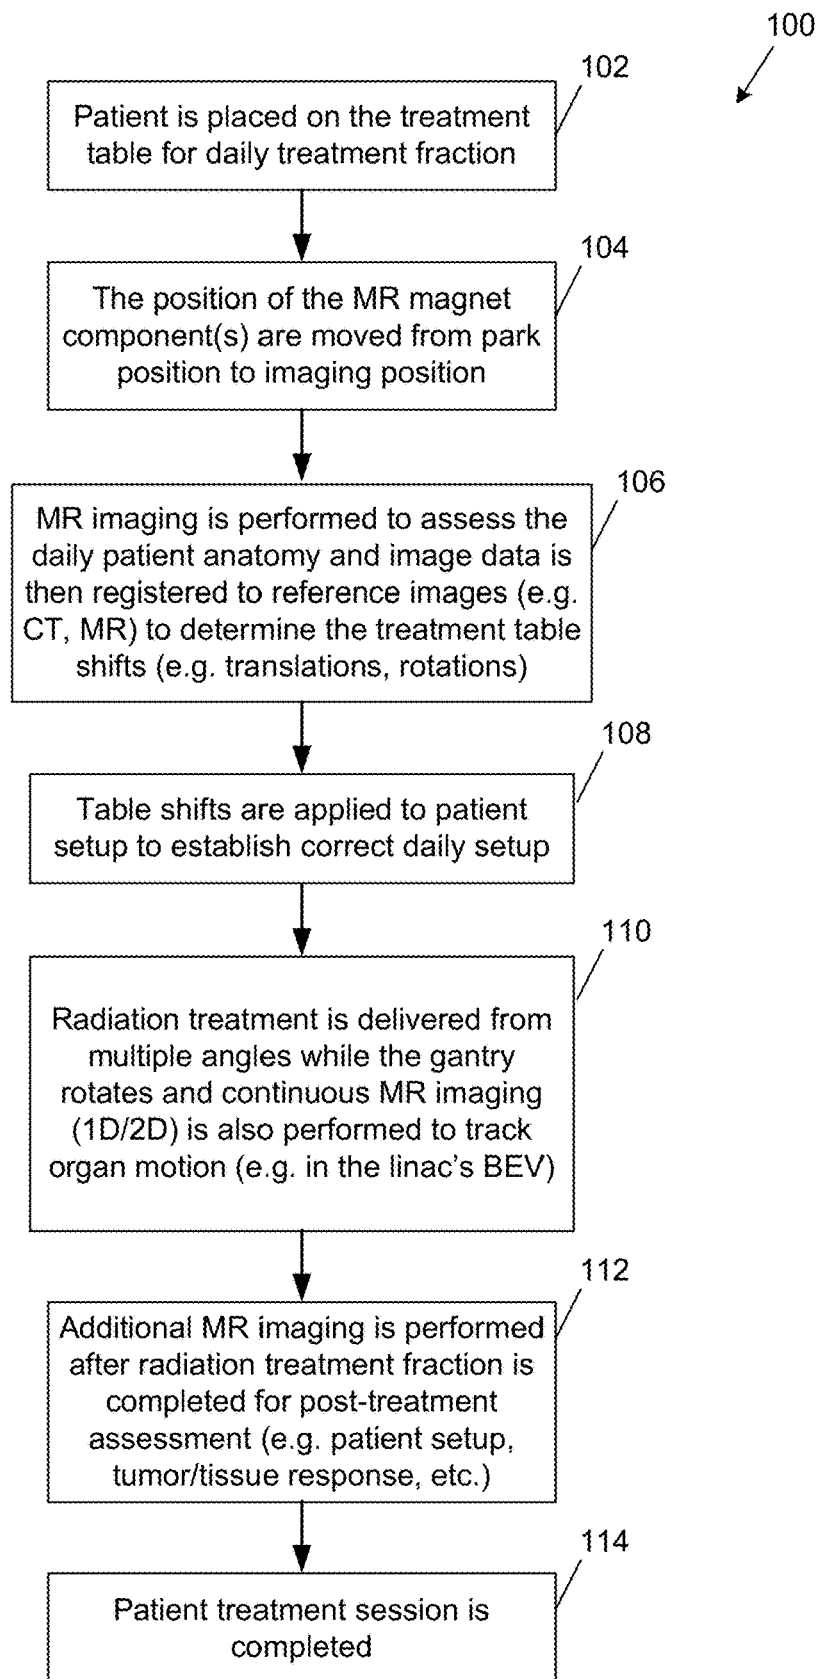 100
102
Patient is placed on the treatment
table for daily treatment fraction
104
The position of the MR magnet
component(s) are moved from park
position to imaging position
106
MR imaging is performed to assess the
daily patient anatomy and image data is
then registered to reference images (e.g.
CT, MR) to determine the treatment table
shifts (e.g. translations, rotations)
108
Table shifts are applied to patient
setup to establish correct daily setup
110
Radiation treatment is delivered from
multiple angles while the gantry
rotates and continuous MR imaging
(1D/2D) is also performed to track
organ motion (e.g. in the linac's BEV)
112
Additional MR imaging is performed
after radiation treatment fraction is
completed for post-treatment
assessment (e.g. patient setup,
tumor/tissue response, etc.)
114
Patient treatment session is
completed